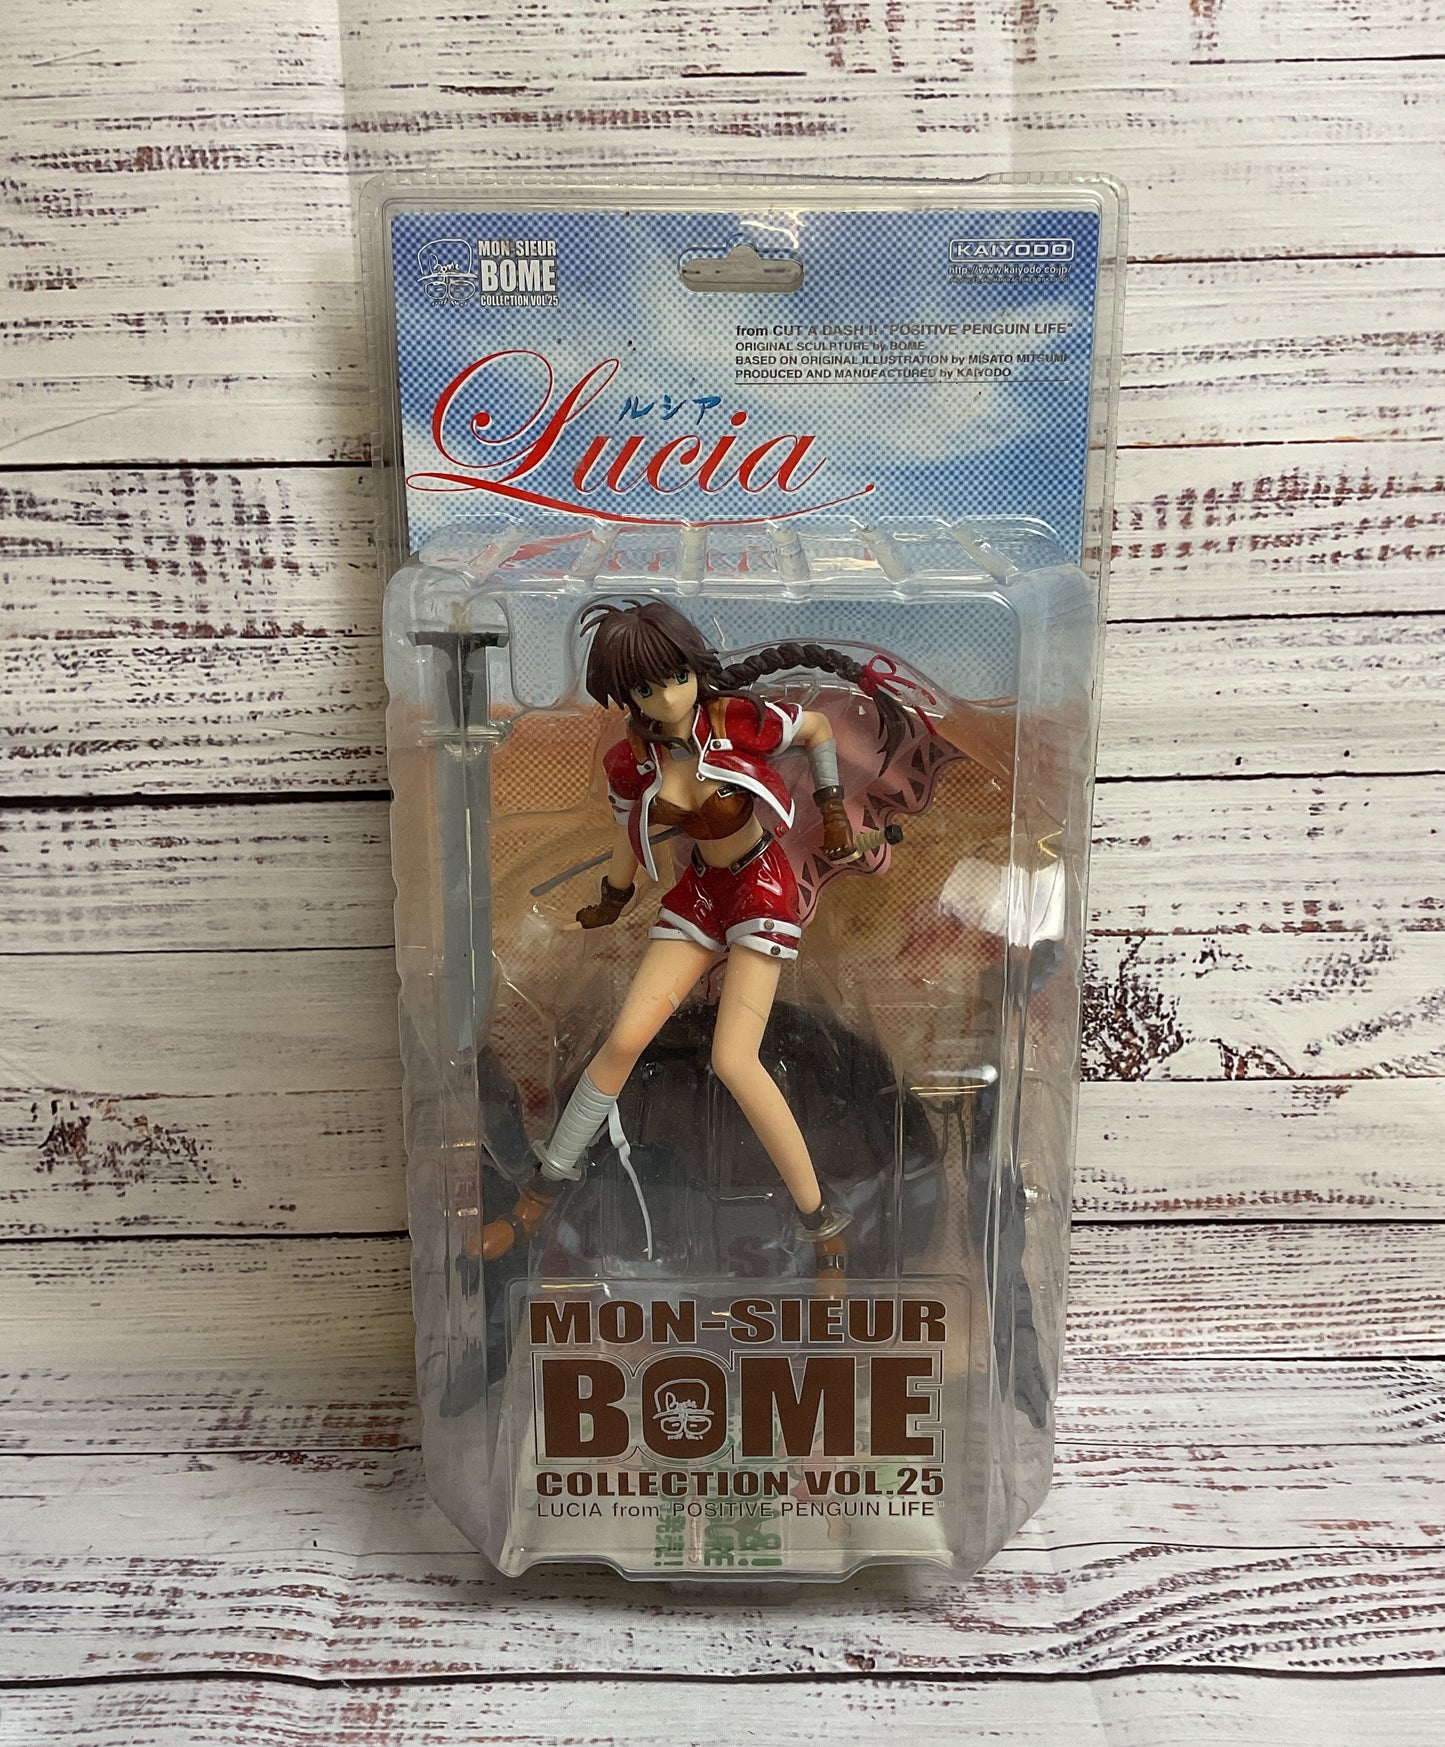 MON-SIEUR
BOME
COLLECTION VOL.25
KAIYODO
http://www.kaiyodo.co.jp/
from CUT A DASH !! "POSITIVE PENGUIN LIFE"
ORIGINAL SCULPTURE by BOME
BASED ON ORIGINAL ILLUSTRATION by MISATO MITSUMI
PRODUCED AND MANUFACTURED by KAIYODO
ルシア
Lucia
MON-SIEUR
BOME
Bome
COLLECTION VOL.25
LUCIA from "POSITIVE PENGUIN LIFE"